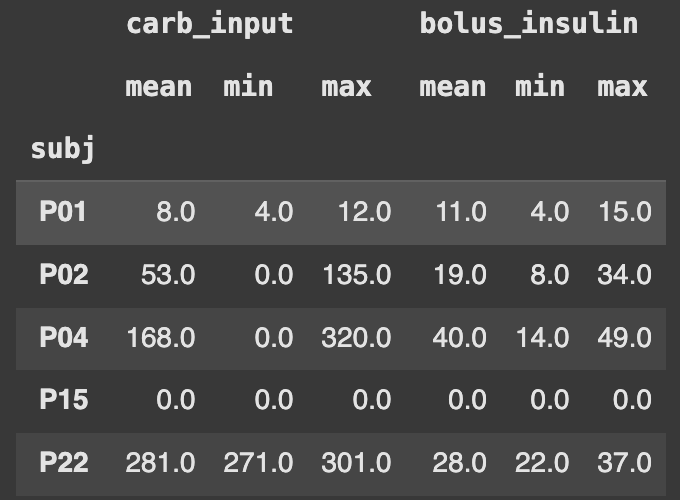 carb_input bolus_insulin
mean min max mean min max
subj
P01 8.0 4.0 12.0 11.0 4.0 15.0
P02 53.0 0.0 135.0 19.0 8.0 34.0
P04 168.0 0.0 320.0 40.0 14.0 49.0
P15 0.0 0.0 0.0 0.0 0.0 0.0
P22 281.0 271.0 301.0 28.0 22.0 37.0